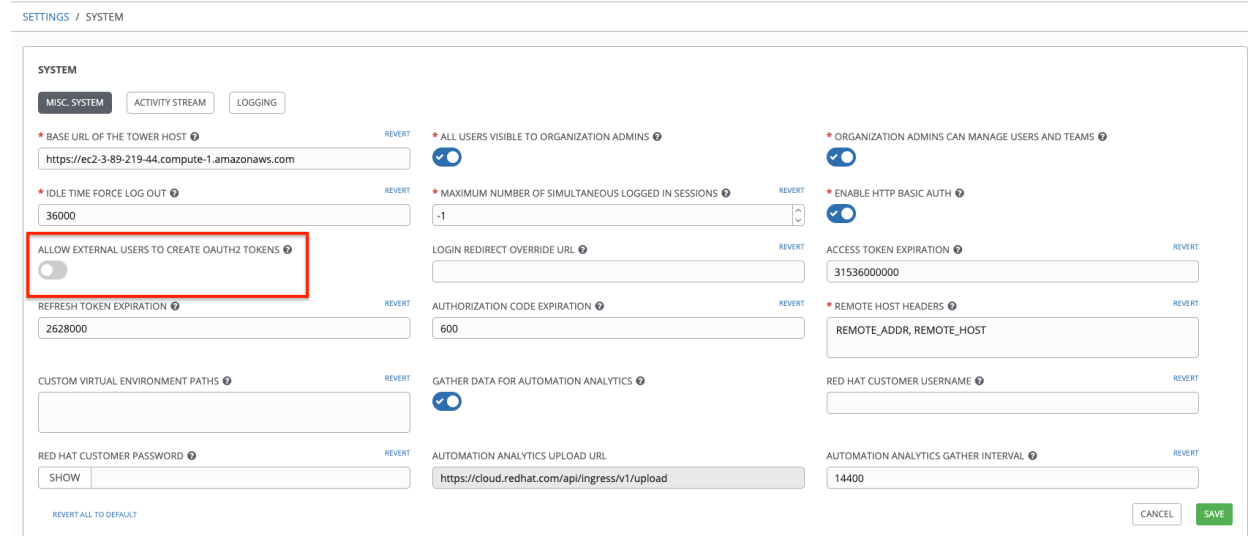 SETTINGS / SYSTEM
SYSTEM
MISC. SYSTEM ACTIVITY STREAM LOGGING
* BASE URL OF THE TOWER HOST REVERT * ALL USERS VISIBLE TO ORGANIZATION ADMINS * ORGANIZATION ADMINS CAN MANAGE USERS AND TEAMS
https://ec2-3-89-219-44.compute-1.amazonaws.com
* IDLE TIME FORCE LOG OUT REVERT * MAXIMUM NUMBER OF SIMULTANEOUS LOGGED IN SESSIONS REVERT * ENABLE HTTP BASIC AUTH
36000 -1
ALLOW EXTERNAL USERS TO CREATE OAUTH2 TOKENS LOGIN REDIRECT OVERRIDE URL REVERT ACCESS TOKEN EXPIRATION REVERT
31536000000
REFRESH TOKEN EXPIRATION REVERT AUTHORIZATION CODE EXPIRATION REVERT * REMOTE HOST HEADERS REVERT
2628000 600 REMOTE_ADDR, REMOTE_HOST
CUSTOM VIRTUAL ENVIRONMENT PATHS REVERT GATHER DATA FOR AUTOMATION ANALYTICS RED HAT CUSTOMER USERNAME REVERT
RED HAT CUSTOMER PASSWORD REVERT AUTOMATION ANALYTICS UPLOAD URL AUTOMATION ANALYTICS GATHER INTERVAL REVERT
SHOW https://cloud.redhat.com/api/ingress/v1/upload 14400
REVERT ALL TO DEFAULT CANCEL SAVE